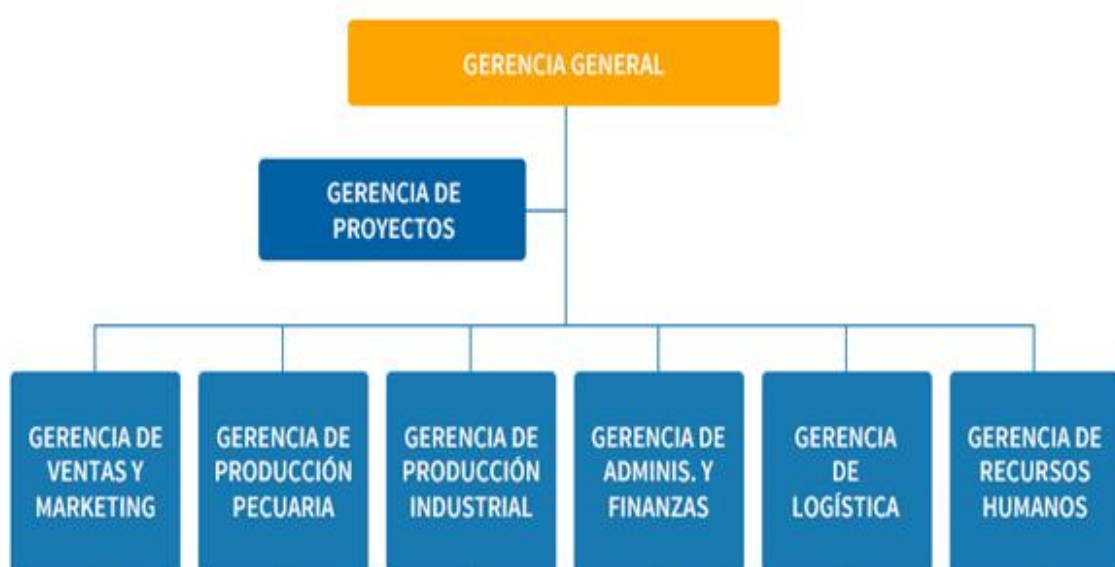 GERENCIA GENERAL
GERENCIA DE
PROYECTOS
GERENCIA DE
VENTAS Y
MARKETING
GERENCIA DE
PRODUCCIÓN
PECUARIA
GERENCIA DE
PRODUCCIÓN
INDUSTRIAL
GERENCIA DE
ADMINIS. Y
FINANZAS
GERENCIA
DE
LOGÍSTICA
GERENCIA DE
RECURSOS
HUMANOS